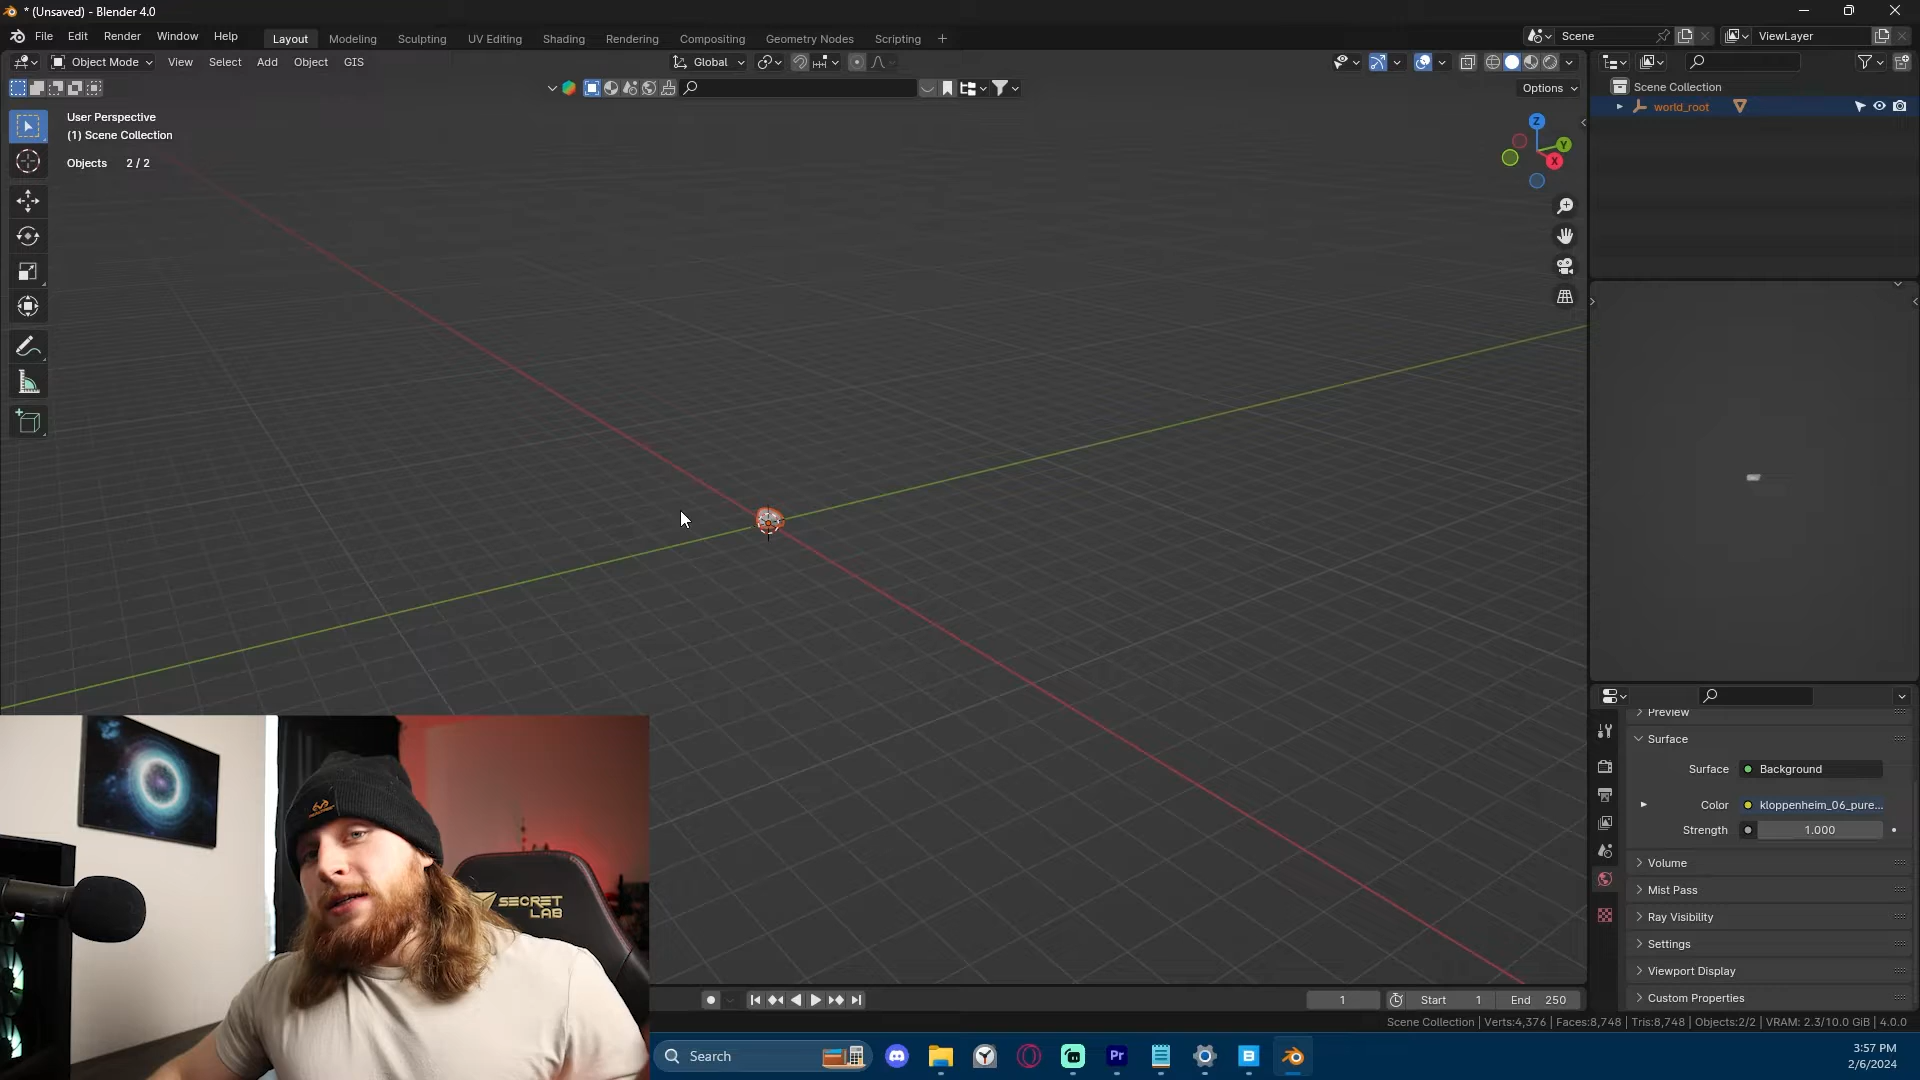 * (Unsaved) - Blender 4.0
File Edit Render Window Help Layout Modeling Sculpting UV Editing Shading Rendering Compositing Geometry Nodes Scripting + Scene ViewLayer
Object Mode View Select Add Object GIS Global
Options
User Perspective
(1) Scene Collection
Objects 2 / 2
Z
Y
X
Scene Collection
world_root
Preview
Surface
Surface Background
Color kloppenheim_06_pure...
Strength 1.000
Volume
Mist Pass
Ray Visibility
Settings
Viewport Display
Custom Properties
SECRET
LAB
1 Start 1 End 250
Scene Collection | Verts:4,376 | Faces:8,748 | Tris:8,748 | Objects:2/2 | VRAM: 2.3/10.0 GiB | 4.0.0
Search
Pr
B
3:57 PM
2/6/2024